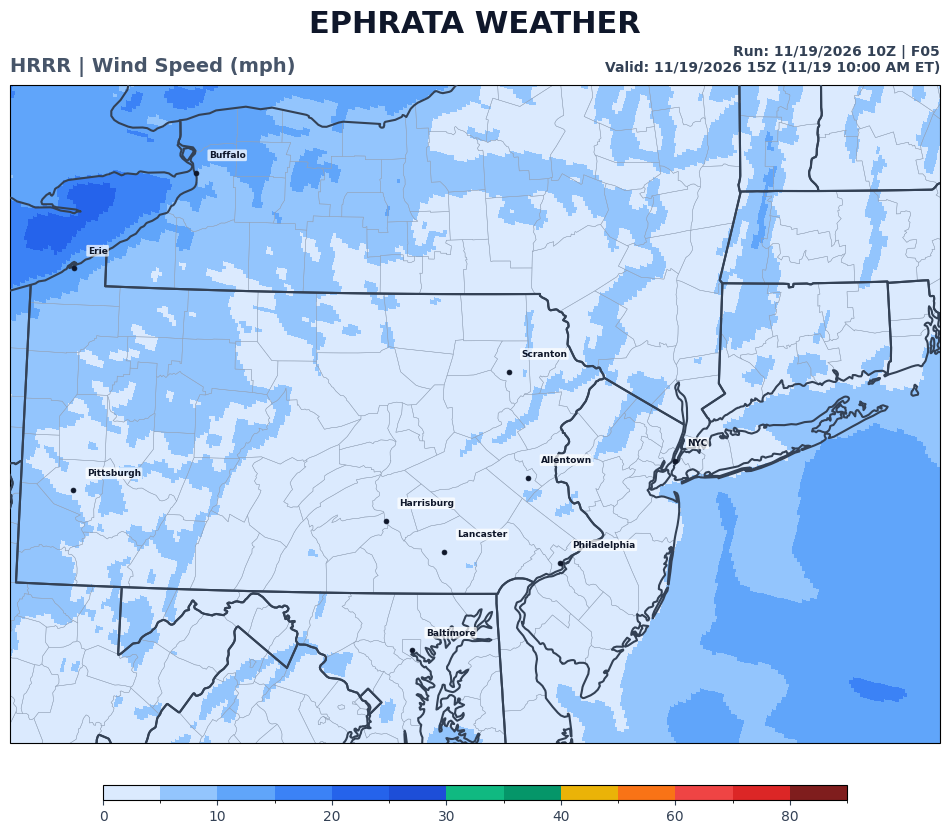 EPHRATA WEATHER
HRRR | Wind Speed (mph)
Run: 11/19/2026 10Z | F05
Valid: 11/19/2026 15Z (11/19 10:00 AM ET)
Buffalo
Erie
Scranton
NYC
Allentown
Pittsburgh
Harrisburg
Lancaster
Philadelphia
Baltimore
0 10 20 30 40 50 60 70 80